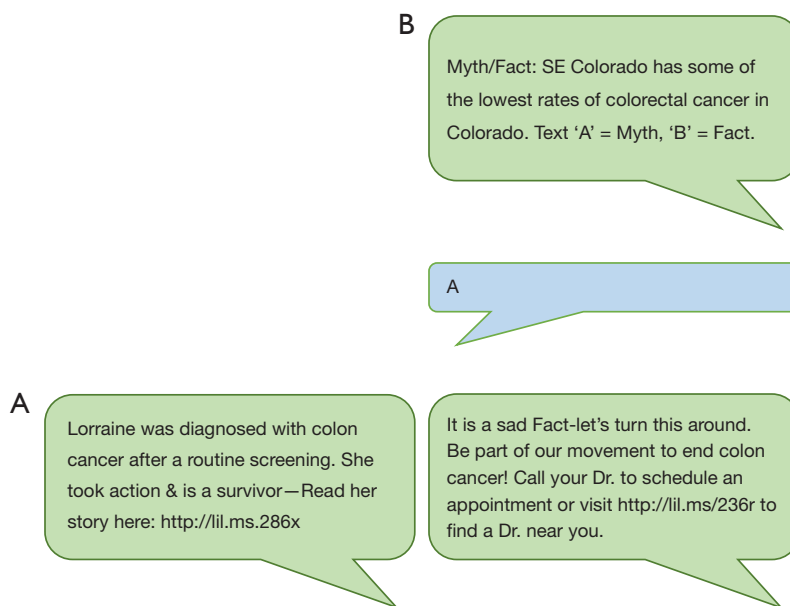 B
Myth/Fact: SE Colorado has some of
the lowest rates of colorectal cancer in
Colorado. Text ‘A’ = Myth, ‘B’ = Fact.
A
A
Lorraine was diagnosed with colon
cancer after a routine screening. She
took action & is a survivor—Read her
story here: http://lil.ms.286x
It is a sad Fact-let’s turn this around.
Be part of our movement to end colon
cancer! Call your Dr. to schedule an
appointment or visit http://lil.ms/236r to
find a Dr. near you.